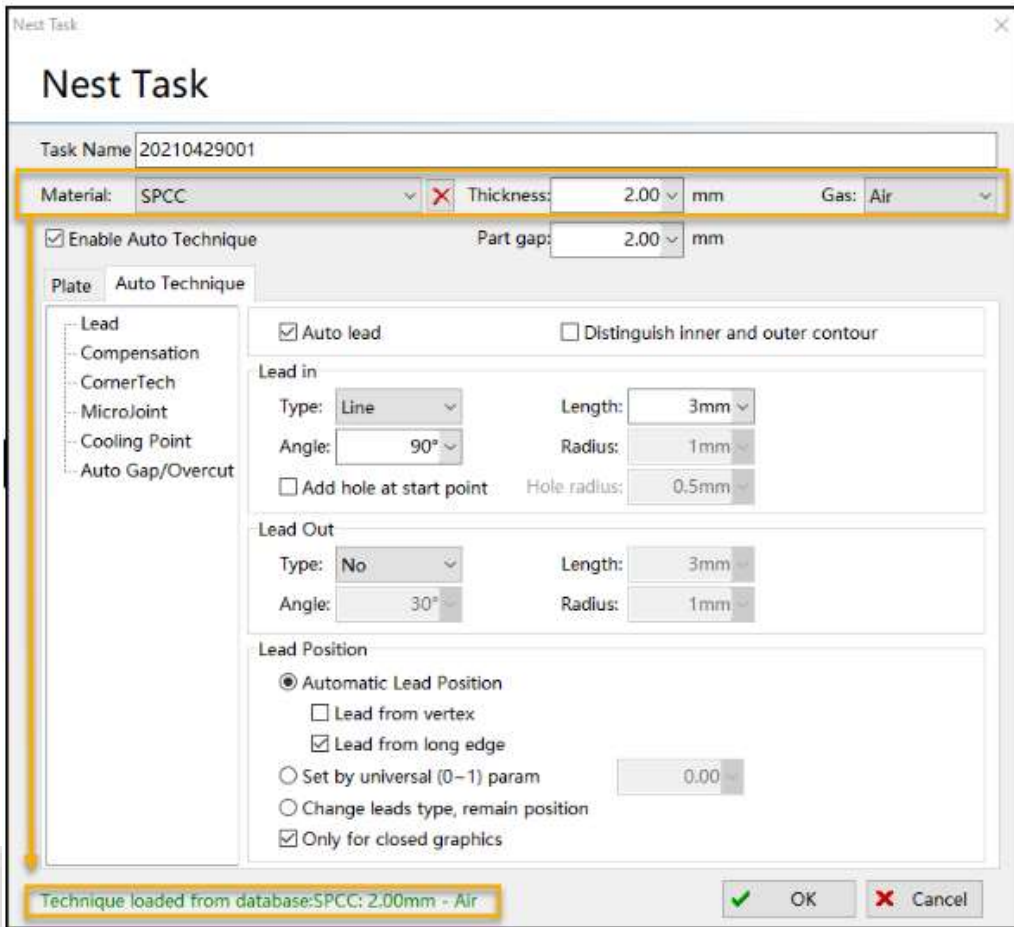 Nest Task
Nest Task
Task Name 20210429001
Material: SPCC Thickness: 2.00 mm Gas: Air
Enable Auto Technique Part gap: 2.00 mm
Plate Auto Technique
Lead
Compensation
CornerTech
MicroJoint
Cooling Point
Auto Gap/Overcut
Auto lead Distinguish inner and outer contour
Lead in
Type: Line Length: 3mm
Angle: 90° Radius: 1mm
Add hole at start point Hole radius: 0.5mm
Lead Out
Type: No Length: 3mm
Angle: 30° Radius: 1mm
Lead Position
Automatic Lead Position
Lead from vertex
Lead from long edge
Set by universal (0~1) param 0.00
Change leads type, remain position
Only for closed graphics
Technique loaded from database:SPCC: 2.00mm - Air OK Cancel